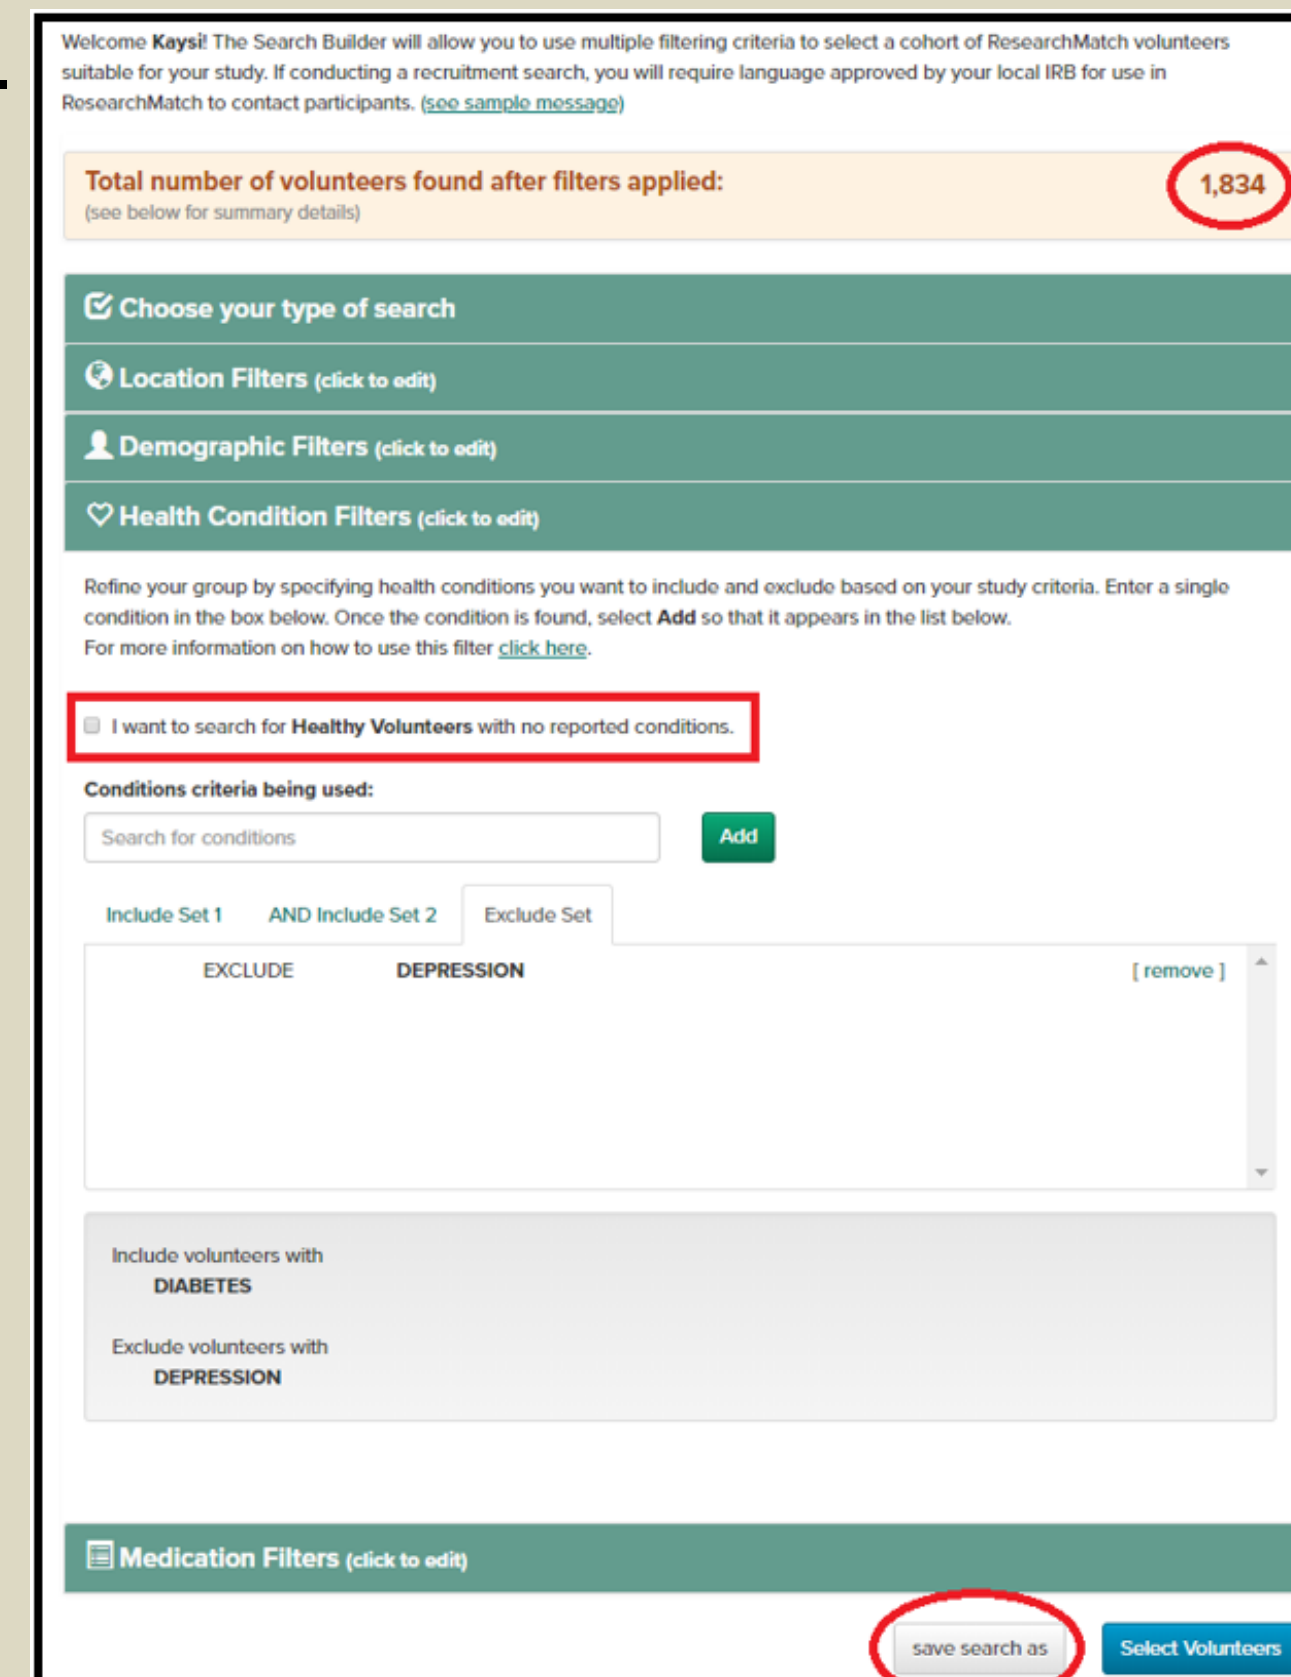 Welcome Kaysi! The Search Builder will allow you to use multiple filtering criteria to select a cohort of ResearchMatch volunteers
suitable for your study. If conducting a recruitment search, you will require language approved by your local IRB for use in
ResearchMatch to contact participants. (see sample message)
Total number of volunteers found after filters applied:
1,834
(see below for summary details)
Choose your type of search
Location Filters (click to edit)
Demographic Filters (click to edit)
Health Condition Filters (click to edit)
Refine your group by specifying health conditions you want to include and exclude based on your study criteria. Enter a single
condition in the box below. Once the condition is found, select Add so that it appears in the list below.
For more information on how to use this filter click here.
I want to search for Healthy Volunteers with no reported conditions.
Conditions criteria being used:
Search for conditions
Add
Include Set 1 AND Include Set 2 Exclude Set
EXCLUDE DEPRESSION [ remove ]
Include volunteers with
DIABETES
Exclude volunteers with
DEPRESSION
Medication Filters (click to edit)
save search as
Select Volunteers